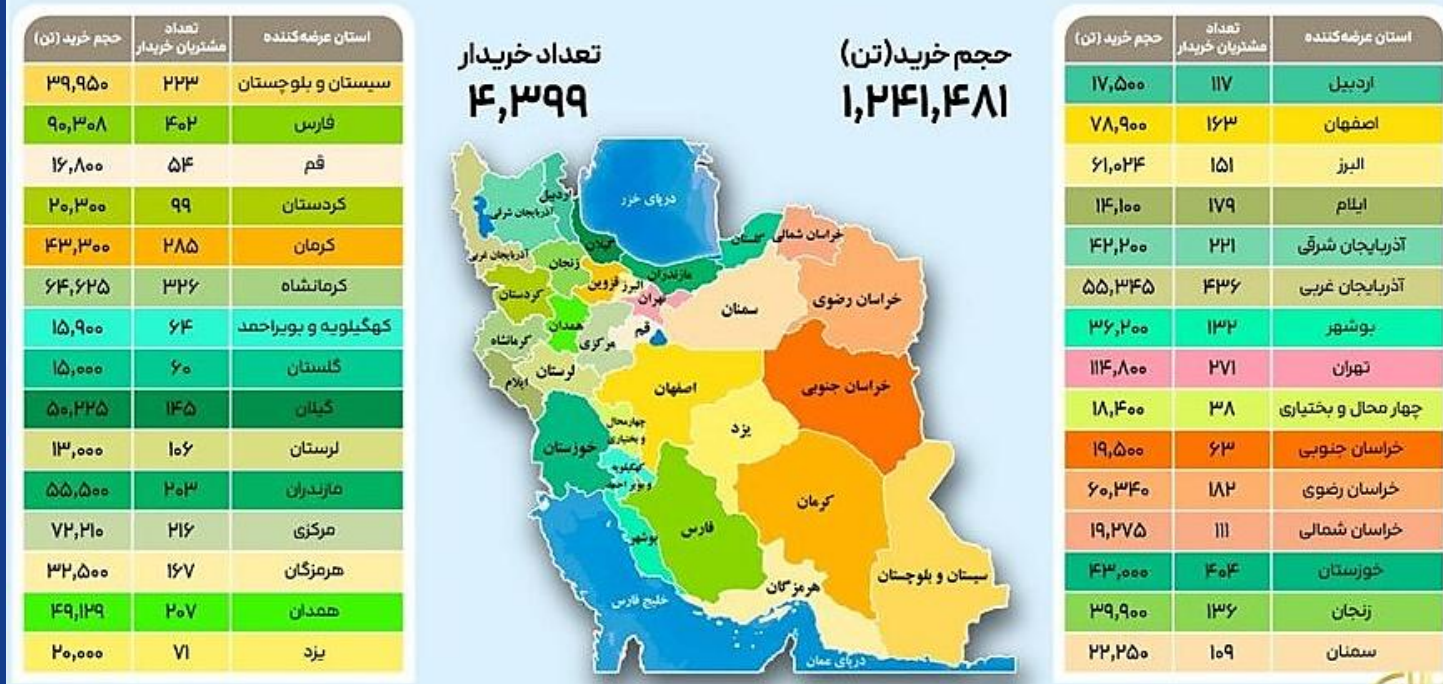 حجم خرید(تن)
۱,۲۴۱,۴۸۱
تعداد خریدار
۴,۳۹۹
استان عرضه‌کننده تعداد مشتریان خریدار حجم خرید (تن)
اردبیل ۱۱۷ ۱۷,۵۰۰
اصفهان ۱۶۳ ۷۸,۹۰۰
البرز ۱۵۱ ۶۱,۰۲۴
ایلام ۱۷۹ ۱۴,۱۰۰
آذربایجان شرقی ۲۲۱ ۴۲,۲۰۰
آذربایجان غربی ۴۳۶ ۵۵,۳۴۵
بوشهر ۱۳۲ ۳۶,۲۰۰
تهران ۲۷۱ ۱۱۴,۸۰۰
چهار محال و بختیاری ۳۸ ۱۸,۴۰۰
خراسان جنوبی ۶۳ ۱۹,۵۰۰
خراسان رضوی ۱۸۲ ۶۰,۳۴۰
خراسان شمالی ۱۱۱ ۱۹,۲۷۵
خوزستان ۴۰۴ ۴۳,۰۰۰
زنجان ۱۳۶ ۳۹,۹۰۰
سمنان ۱۰۹ ۲۲,۲۵۰
دریای خزر
اردبیل
آذربایجان شرقی
آذربایجان غربی
گیلان
زنجان
کردستان
قزوین
البرز
تهران
مازندران
گلستان
خراسان شمالی
خراسان رضوی
سمنان
همدان
قم
مرکزی
کرمانشاه
لرستان
ایلام
اصفهان
خراسان جنوبی
یزد
چهارمحال
و بختیاری
خوزستان
کهگیلویه
و بویر احمد
کرمان
فارس
بوشهر
هرمزگان
سیستان و بلوچستان
خلیج فارس
دریای عمان
استان عرضه‌کننده تعداد مشتریان خریدار حجم خرید (تن)
سیستان و بلوچستان ۲۲۳ ۳۹,۹۵۰
فارس ۴۰۲ ۹۰,۳۰۸
قم ۵۴ ۱۶,۸۰۰
کردستان ۹۹ ۲۰,۳۰۰
کرمان ۲۸۵ ۴۳,۳۰۰
کرمانشاه ۳۲۶ ۶۴,۶۲۵
کهگیلویه و بویراحمد ۶۴ ۱۵,۹۰۰
گلستان ۶۰ ۱۵,۰۰۰
گیلان ۱۴۵ ۵۰,۲۲۵
لرستان ۱۰۶ ۱۳,۰۰۰
مازندران ۲۰۳ ۵۵,۵۰۰
مرکزی ۲۱۶ ۷۲,۲۱۰
هرمزگان ۱۶۷ ۳۲,۵۰۰
همدان ۲۰۷ ۴۹,۱۲۹
یزد ۷۱ ۲۰,۰۰۰